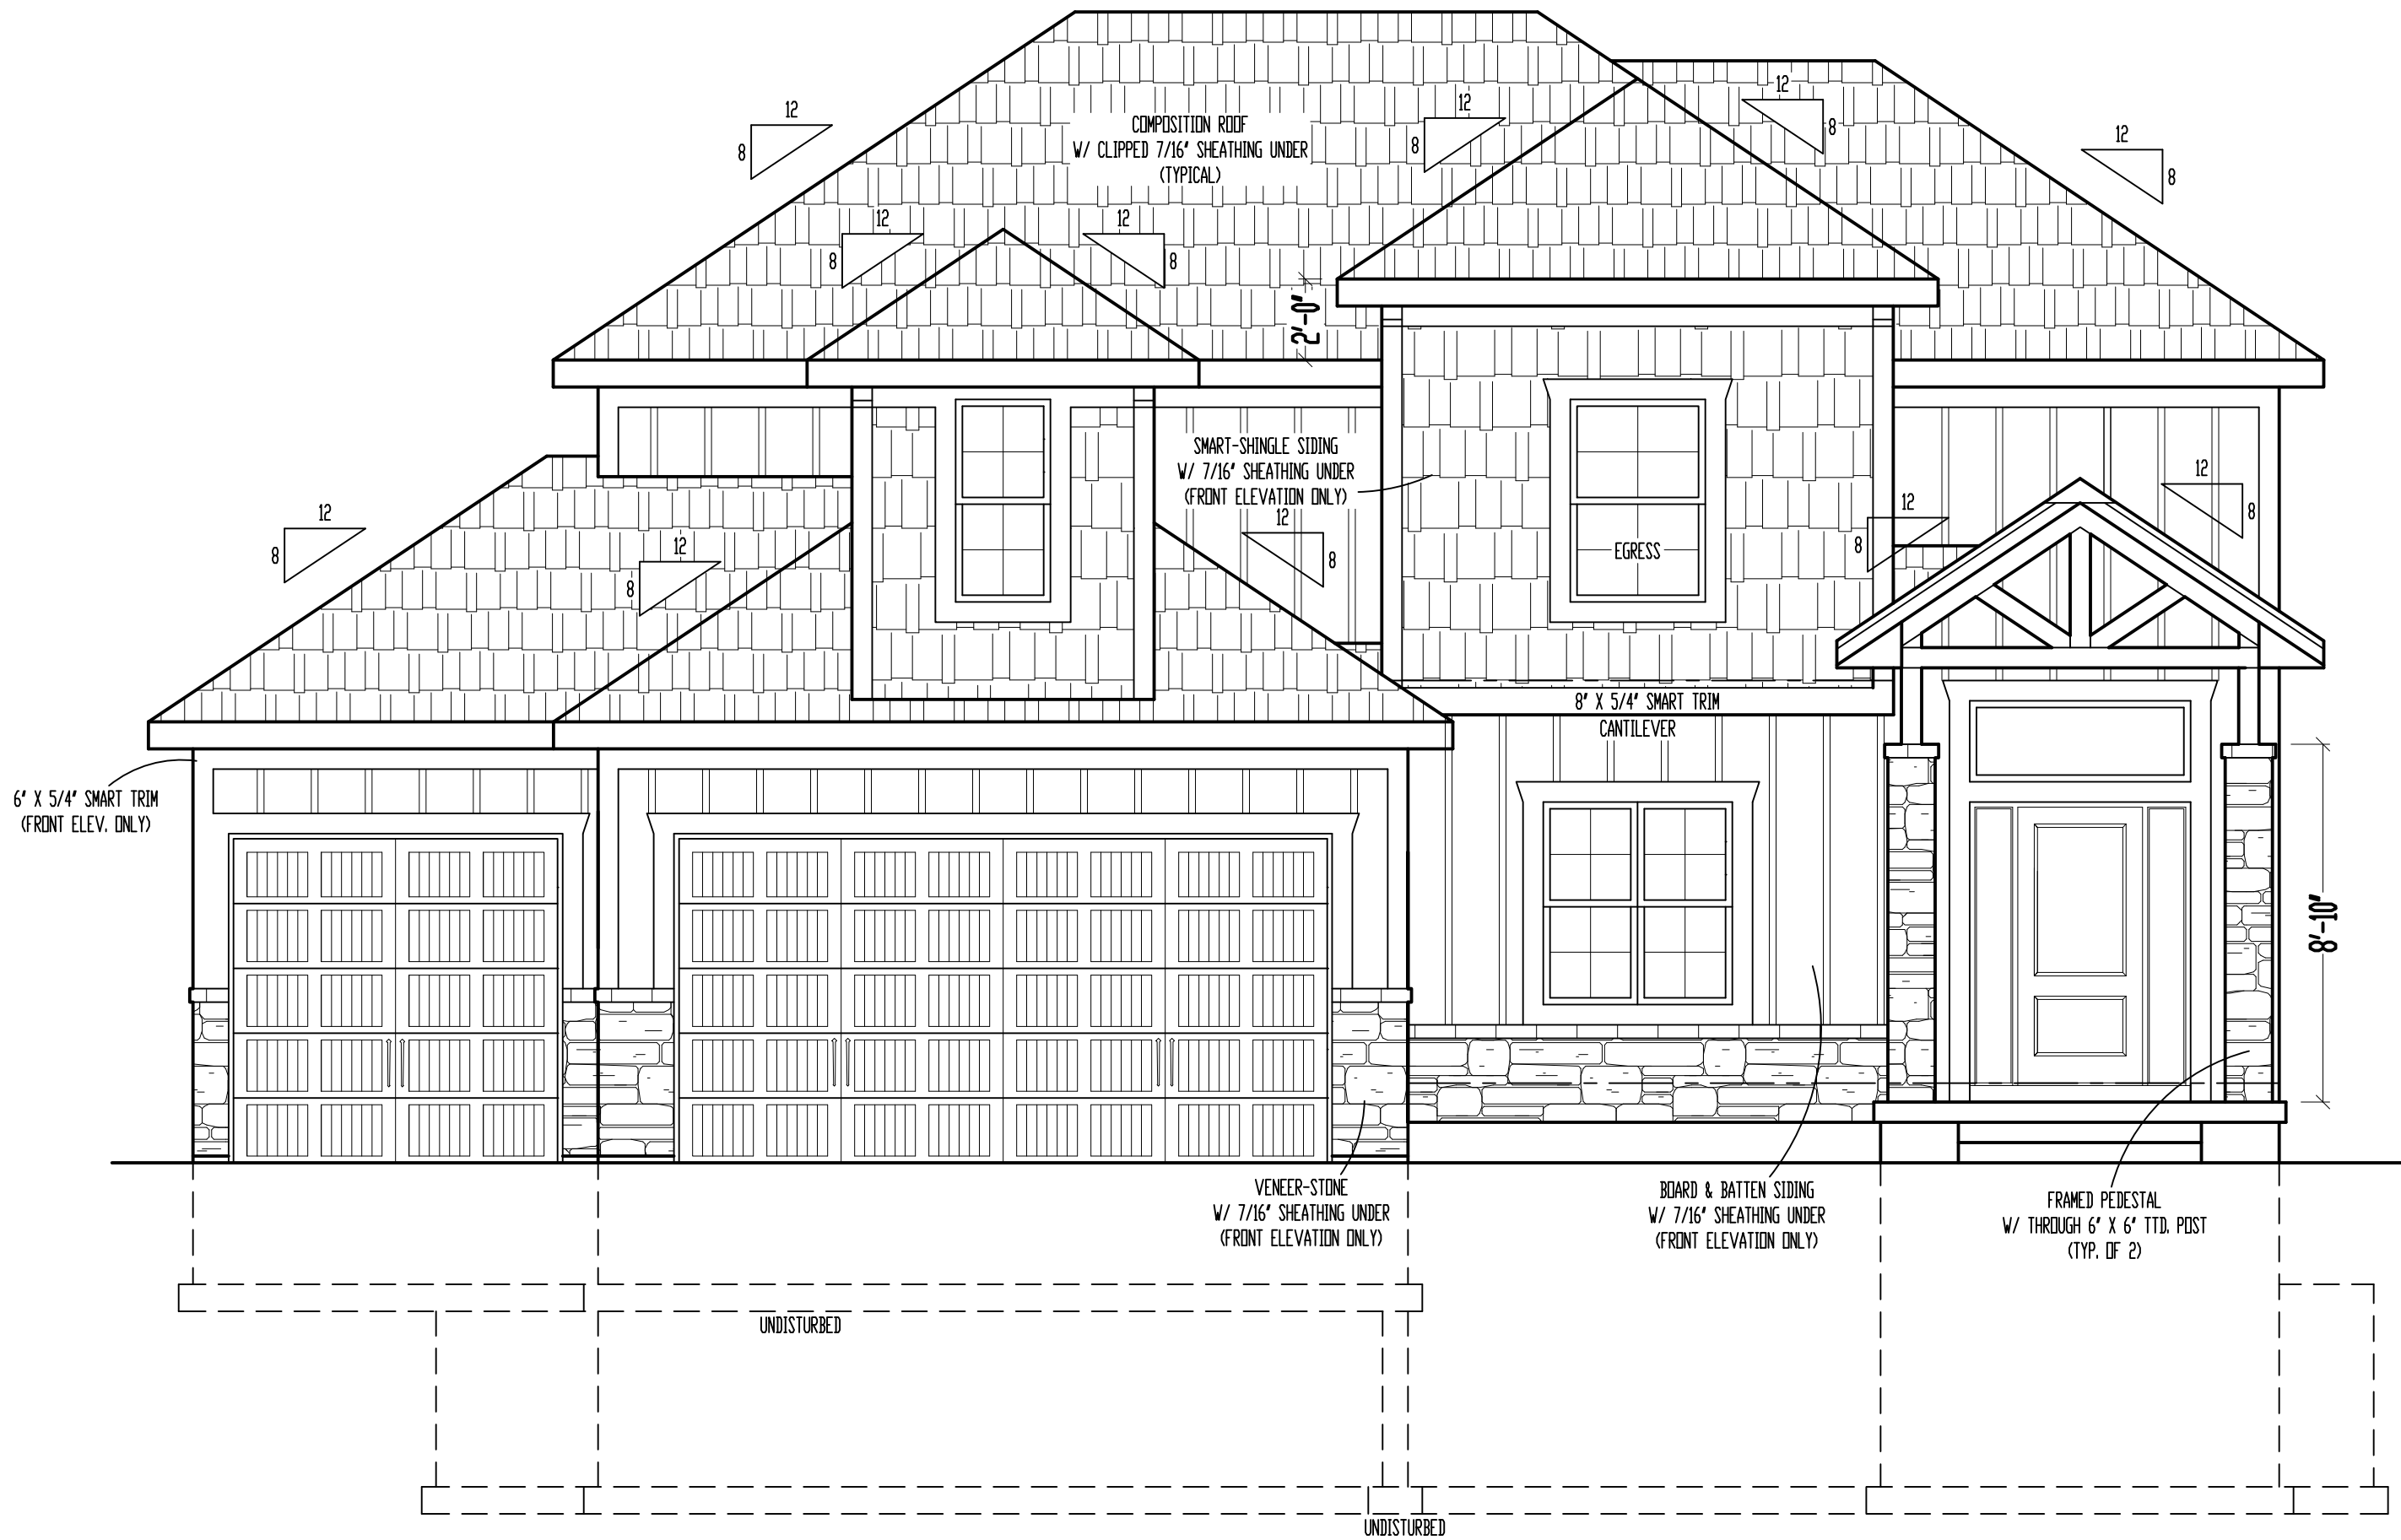 12
8
COMPOSITION ROOF
W/ CLIPPED 7/16" SHEATHING UNDER
(TYPICAL)
12
8
12
8
12
8
12
8
12
8
2'-0"
SMART-SHINGLE SIDING
W/ 7/16" SHEATHING UNDER
(FRONT ELEVATION ONLY)
12
8
12
8
12
8
12
8
12
8
EGRESS
8" X 5/4" SMART TRIM
CANTILEVER
6" X 5/4" SMART TRIM
(FRONT ELEV. ONLY)
8'-10"
VENEER-STONE
W/ 7/16" SHEATHING UNDER
(FRONT ELEVATION ONLY)
BOARD & BATTEN SIDING
W/ 7/16" SHEATHING UNDER
(FRONT ELEVATION ONLY)
FRAMED PEDESTAL
W/ THROUGH 6" X 6" TTD. POST
(TYP. OF 2)
UNDISTURBED
UNDISTURBED